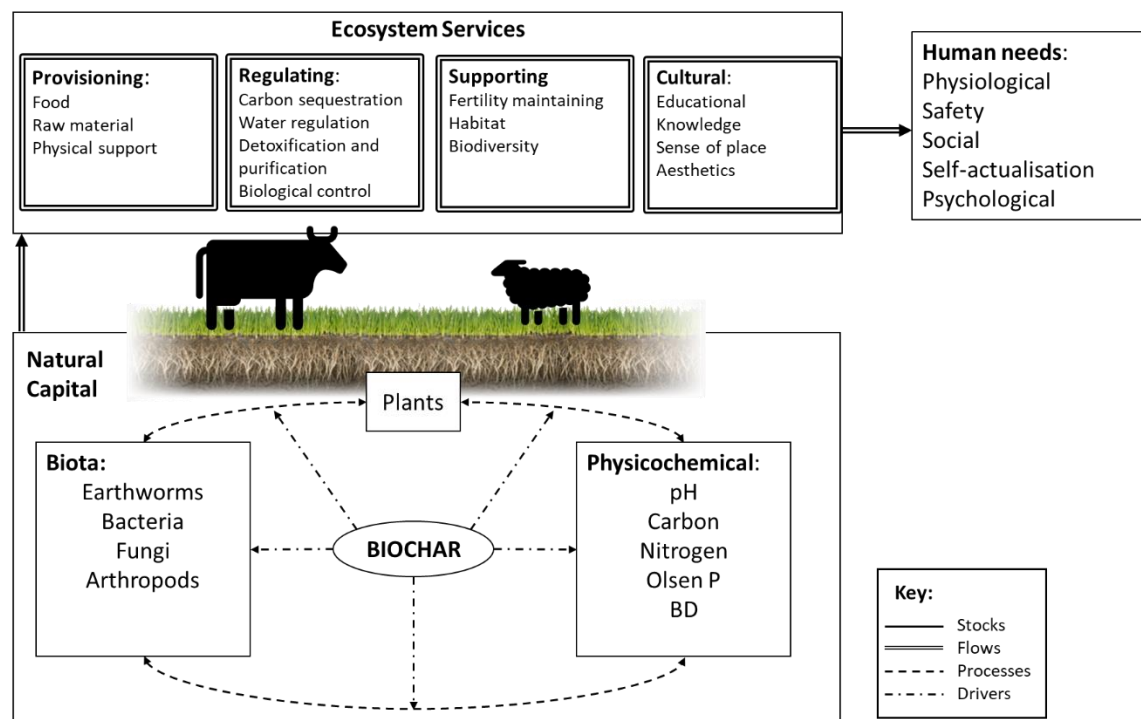 Ecosystem Services
Provisioning:
Food
Raw material
Physical support
Regulating:
Carbon sequestration
Water regulation
Detoxification and
purification
Biological control
Supporting
Fertility maintaining
Habitat
Biodiversity
Cultural:
Educational
Knowledge
Sense of place
Aesthetics
Human needs:
Physiological
Safety
Social
Self-actualisation
Psychological
Natural
Capital
Plants
Biota:
Earthworms
Bacteria
Fungi
Arthropods
BIOCHAR
Physicochemical:
pH
Carbon
Nitrogen
Olsen P
BD
Key:
Stocks
Flows
Processes
Drivers